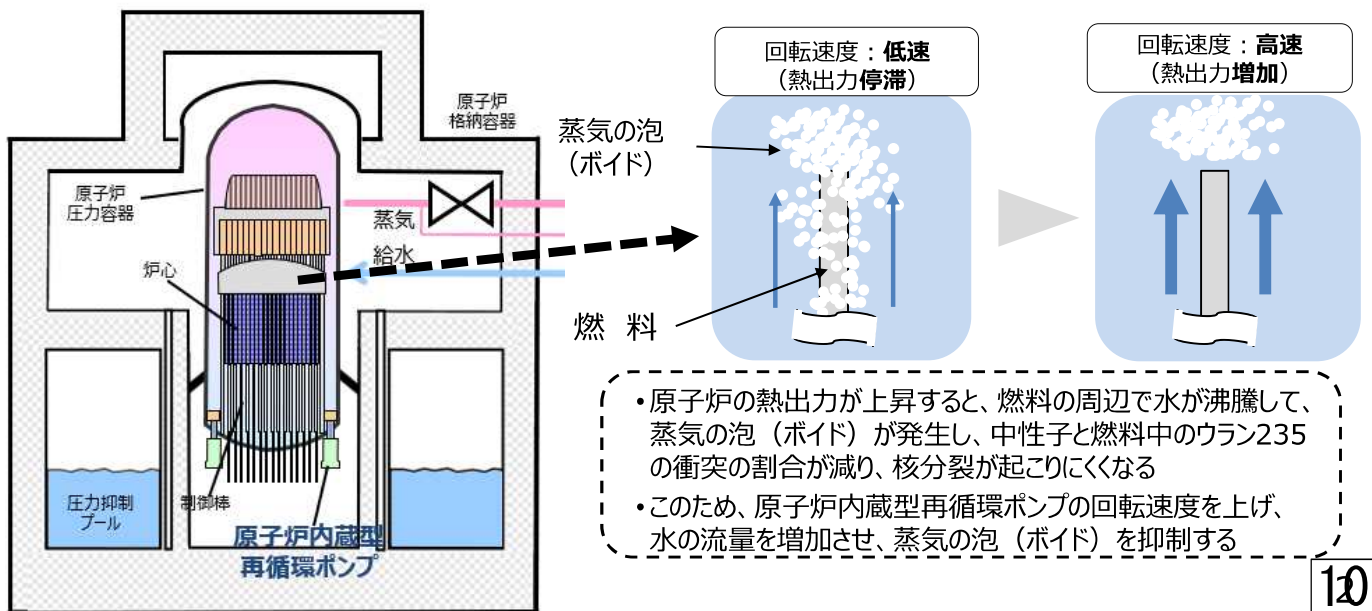 原子炉
格納容器
原子炉
圧力容器
蒸気
給水
炉心
圧力抑制
プール
制御棒
原子炉内蔵型
再循環ポンプ
回転速度：低速
（熱出力停滞）
回転速度：高速
（熱出力増加）
蒸気の泡
（ボイド）
燃 料
•原子炉の熱出力が上昇すると、燃料の周辺で水が沸騰して、
蒸気の泡（ボイド）が発生し、中性子と燃料中のウラン235
の衝突の割合が減り、核分裂が起こりにくくなる
•このため、原子炉内蔵型再循環ポンプの回転速度を上げ、
水の流量を増加させ、蒸気の泡（ボイド）を抑制する